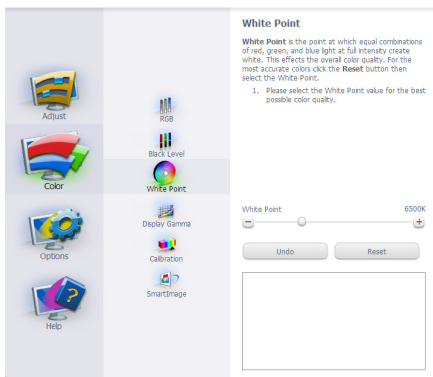 Adjust
Color
Options
Help
RGB
Black Level
White Point
Display Gamma
Calibration
SmartImage
White Point
White Point is the point at which equal combinations
of red, green, and blue light at full intensity create
white. This effects the overall color quality. For the
most accurate colors click the Reset button then
select the White Point.
1. Please select the White Point value for the best
possible color quality.
White Point 6500K
Undo Reset